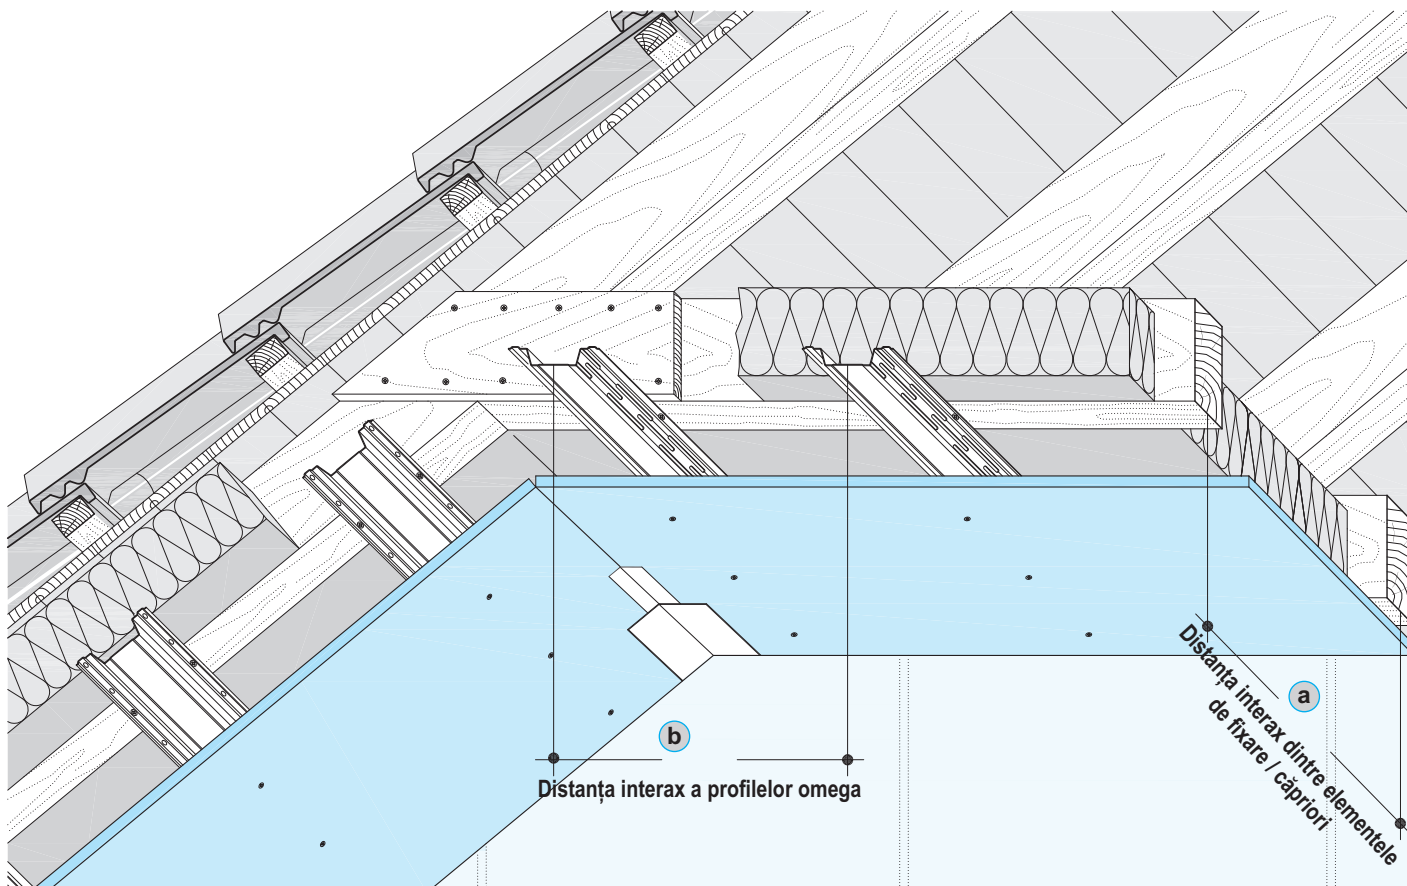 b
Distanța interax a profilelor omega
a
Distanța interax dintre elementele
de fixare / căpriori